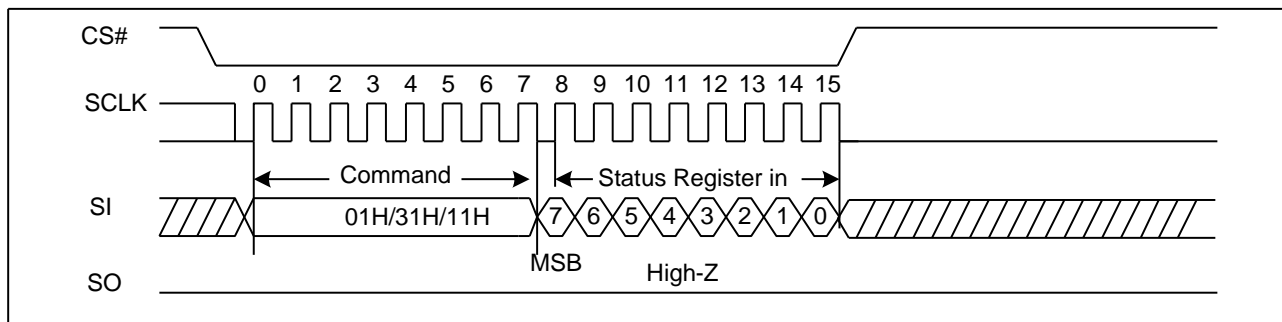 CS#
0 1 2 3 4 5 6 7 8 9 10 11 12 13 14 15
SCLK
Command Status Register in
SI 01H/31H/11H 7 6 5 4 3 2 1 0
MSB High-Z
SO